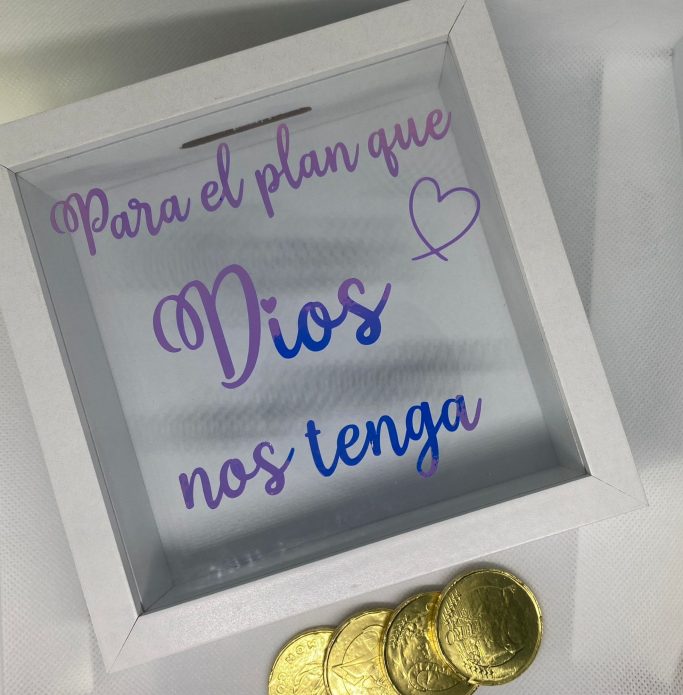 Para el plan que
Dios
nos tenga